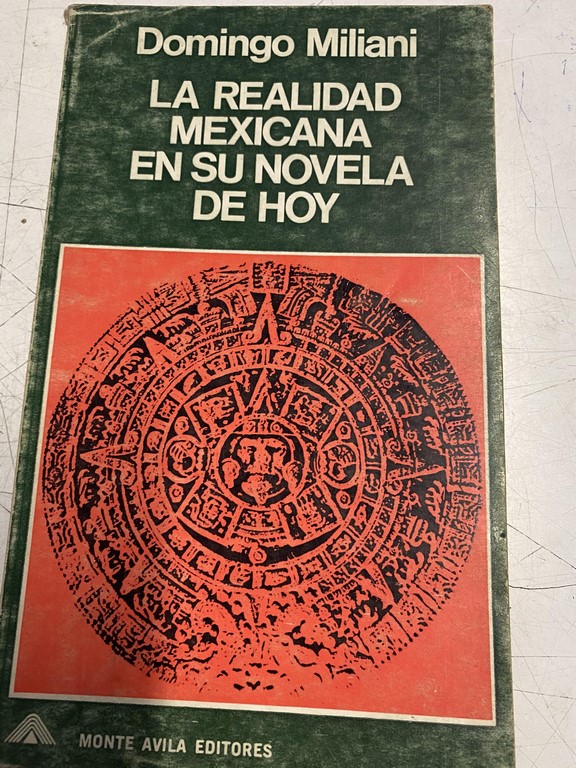 Domingo Miliani
LA REALIDAD
MEXICANA
EN SU NOVELA
DE HOY
MONTE AVILA EDITORES